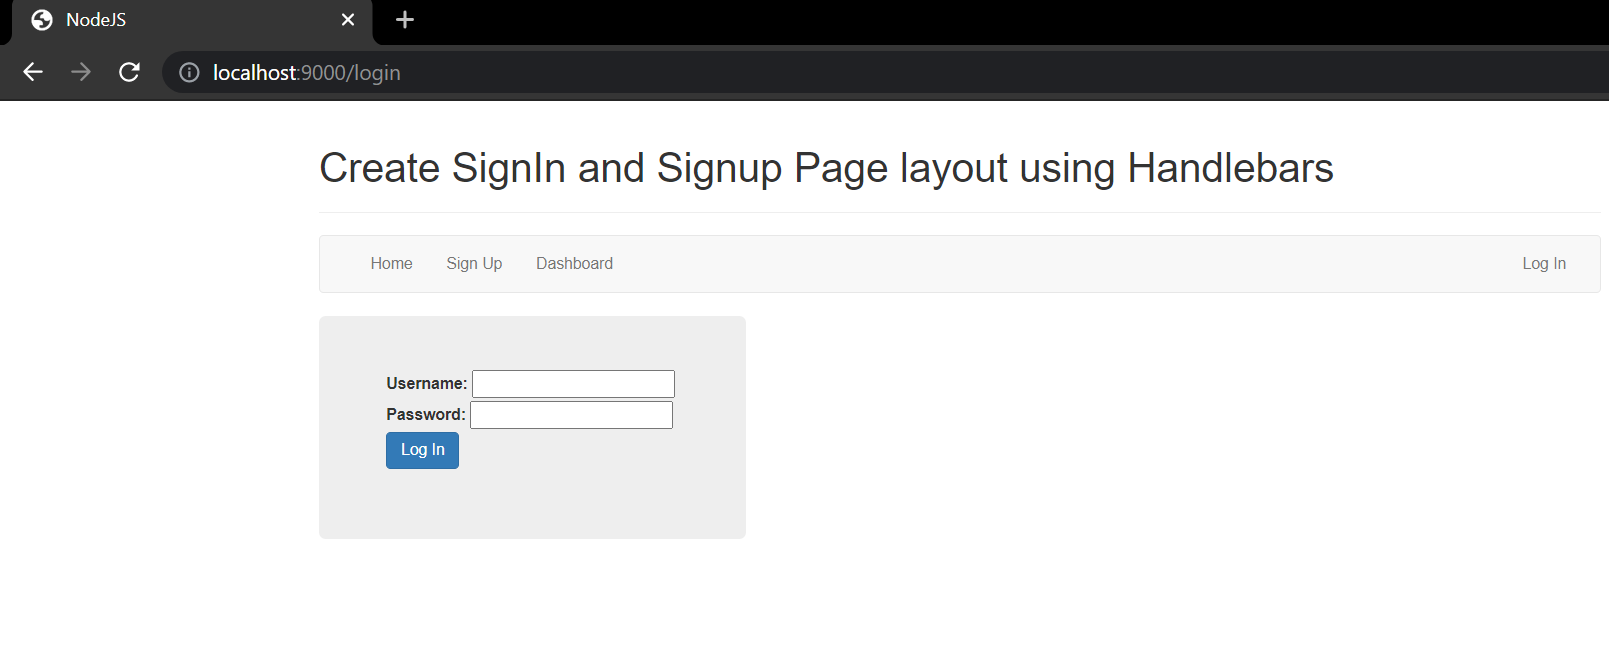 NodeJS
localhost:9000/login
Create SignIn and Signup Page layout using Handlebars
Home Sign Up Dashboard Log In
Username:
Password:
Log In